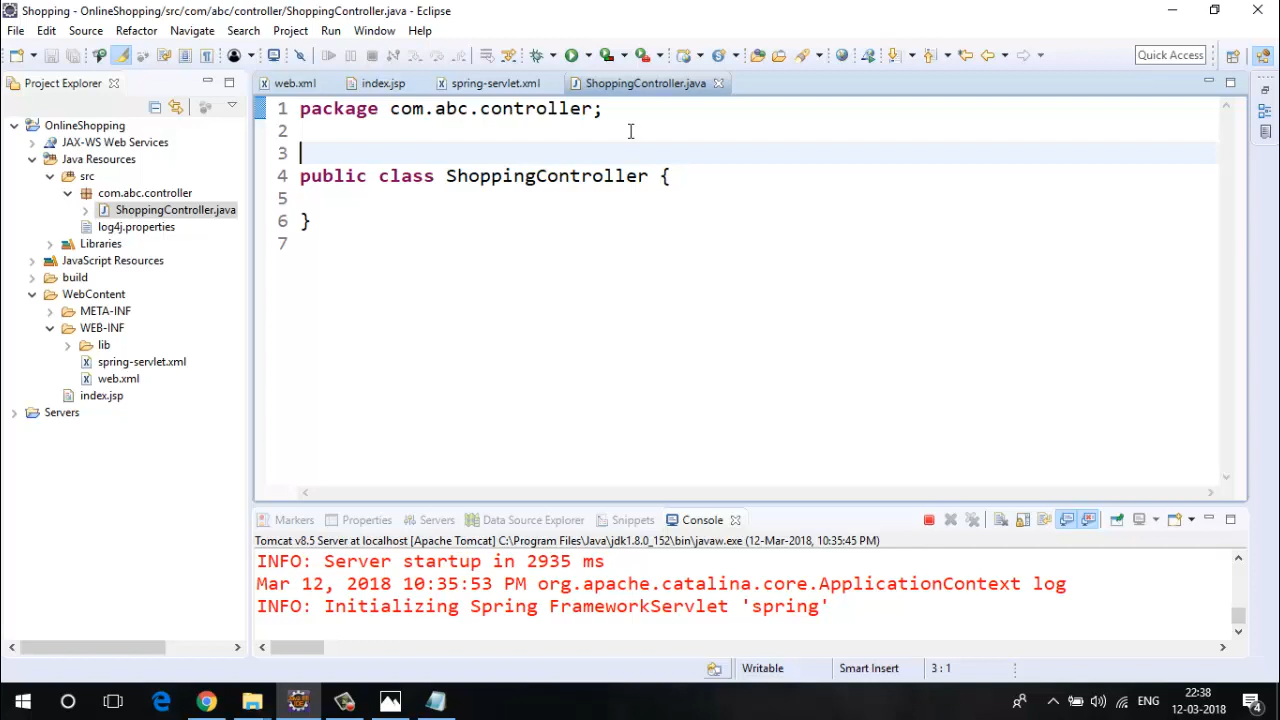 Shopping - OnlineShopping/src/com/abc/controller/ShoppingController.java - Eclipse
File Edit Source Refactor Navigate Search Project Run Window Help
Quick Access
Project Explorer
web.xml index.jsp spring-servlet.xml ShoppingController.java
OnlineShopping
JAX-WS Web Services
Java Resources
src
com.abc.controller
ShoppingController.java
log4j.properties
Libraries
JavaScript Resources
build
WebContent
META-INF
WEB-INF
lib
spring-servlet.xml
web.xml
index.jsp
Servers
1 package com.abc.controller;
2
3
4 public class ShoppingController {
5
6 }
7
Markers Properties Servers Data Source Explorer Snippets Console
Tomcat v8.5 Server at localhost [Apache Tomcat] C:\Program Files\Java\jdk1.8.0_152\bin\javaw.exe (12-Mar-2018, 10:35:45 PM)
INFO: Server startup in 2935 ms
Mar 12, 2018 10:35:53 PM org.apache.catalina.core.ApplicationContext log
INFO: Initializing Spring FrameworkServlet 'spring'
Writable Smart Insert 3 : 1
ENG 22:38
12-03-2018
4